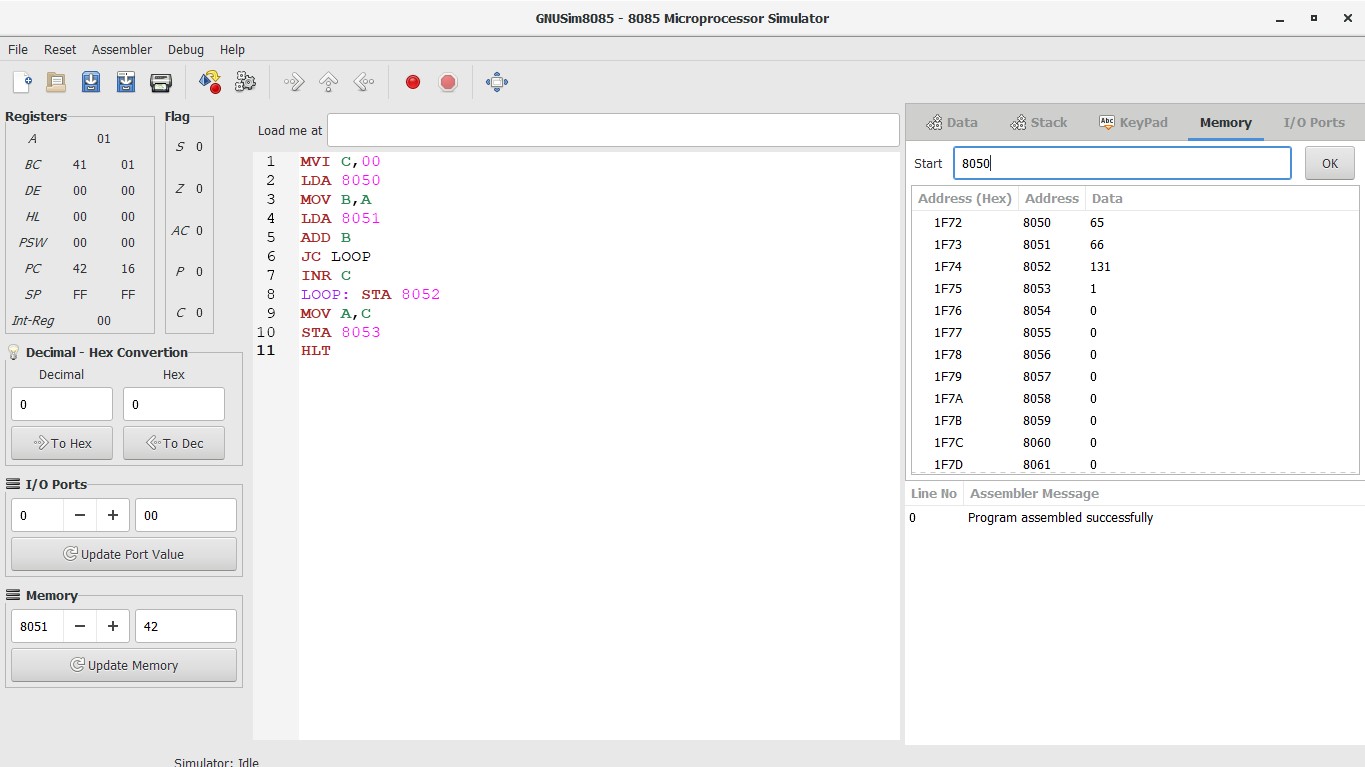 GNUSim8085 - 8085 Microprocessor Simulator
File Reset Assembler Debug Help
Registers
A 01
BC 41 01
DE 00 00
HL 00 00
PSW 00 00
PC 42 16
SP FF FF
Int-Reg 00
Flag
S 0
Z 0
AC 0
P 0
C 0
Decimal - Hex Convertion
Decimal Hex
0 0
To Hex To Dec
I/O Ports
0 − + 00
Update Port Value
Memory
8051 − + 42
Update Memory
Load me at
1 MVI C,00
2 LDA 8050
3 MOV B,A
4 LDA 8051
5 ADD B
6 JC LOOP
7 INR C
8 LOOP: STA 8052
9 MOV A,C
10 STA 8053
11 HLT
Data Stack Abc KeyPad Memory I/O Ports
Start 8050 OK
Address (Hex) Address Data
1F72 8050 65
1F73 8051 66
1F74 8052 131
1F75 8053 1
1F76 8054 0
1F77 8055 0
1F78 8056 0
1F79 8057 0
1F7A 8058 0
1F7B 8059 0
1F7C 8060 0
1F7D 8061 0
Line No Assembler Message
0 Program assembled successfully
Simulator: Idle